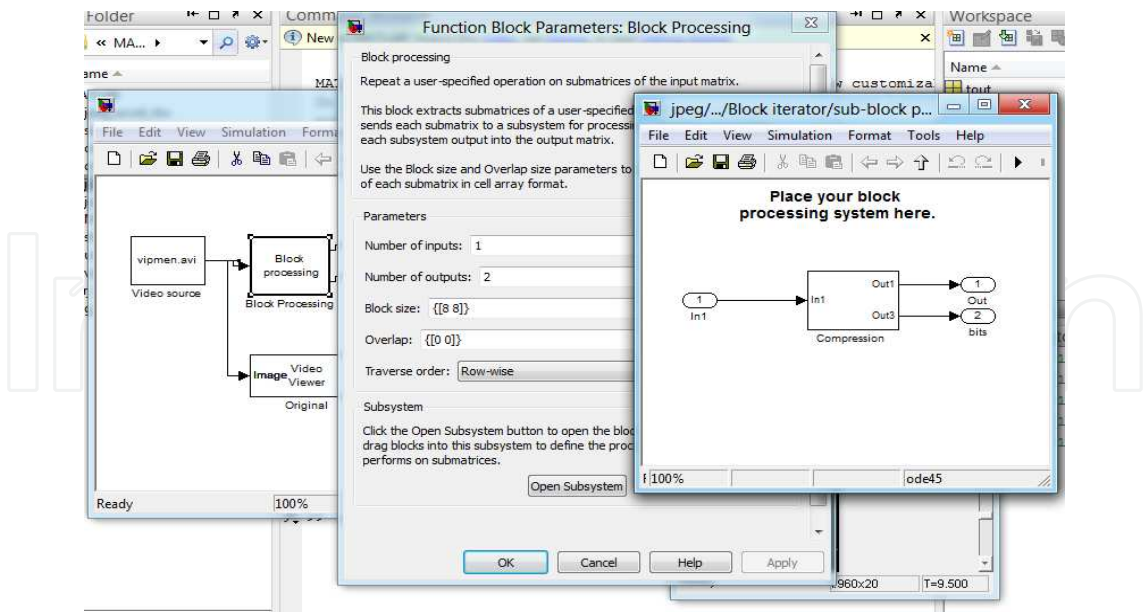 Folder
Comm
Workspace
« MA...
New
ame
MAT
w customiza
Name
tout
File Edit View Simulation Forma
vipmen.avi
Video source
Block
processing
Block Processing
Image
Video
Viewer
Original
Ready
100%
Function Block Parameters: Block Processing
Block processing
Repeat a user-specified operation on submatrices of the input matrix.
This block extracts submatrices of a user-specified
sends each submatrix to a subsystem for processi
each subsystem output into the output matrix.
Use the Block size and Overlap size parameters to
of each submatrix in cell array format.
Parameters
Number of inputs: 1
Number of outputs: 2
Block size: {[8 8]}
Overlap: {[0 0]}
Traverse order: Row-wise
Subsystem
Click the Open Subsystem button to open the bloc
drag blocks into this subsystem to define the proc
performs on submatrices.
Open Subsystem
OK Cancel Help Apply
jpeg/.../Block iterator/sub-block p...
File Edit View Simulation Format Tools Help
Place your block
processing system here.
1
In1
In1
Out1
Out3
Compression
1
Out
2
bits
100%
ode45
960x20 T=9.500